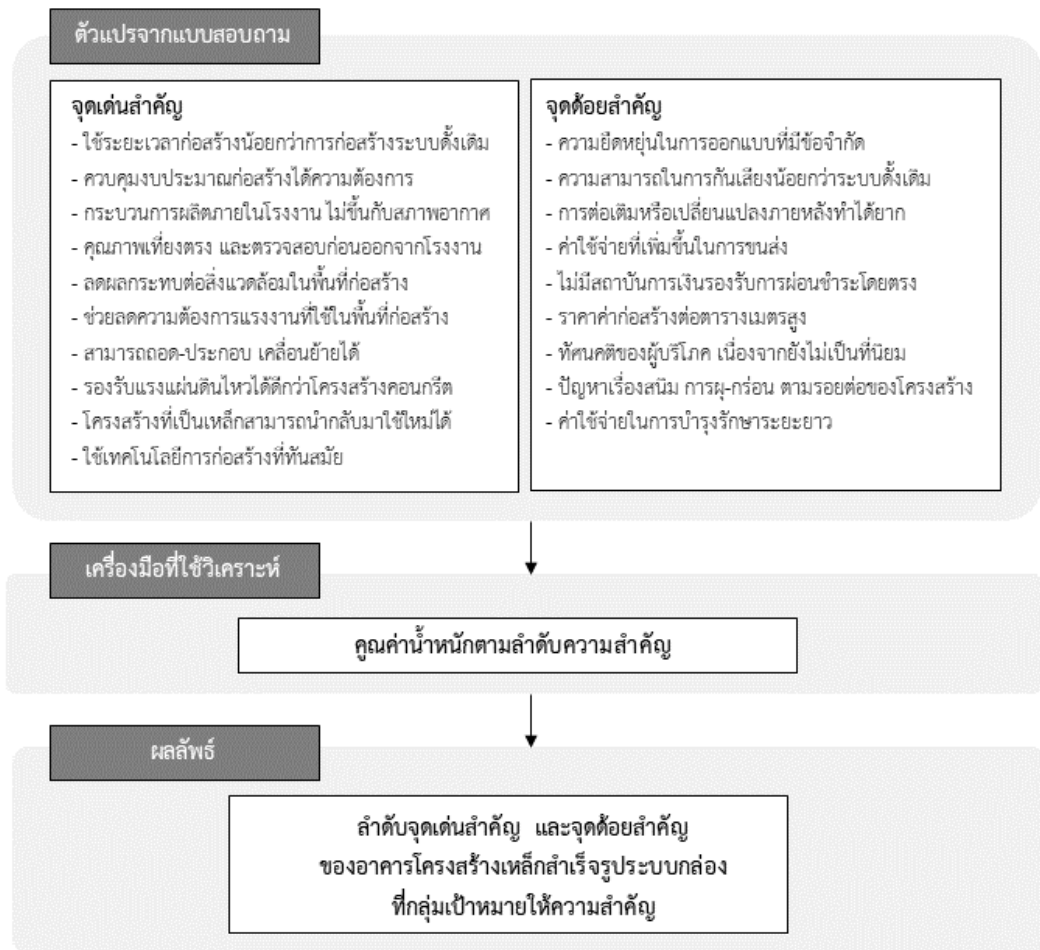 ตัวแปรจากแบบสอบถาม
จุดเด่นสำคัญ
- ใช้ระยะเวลาก่อสร้างน้อยกว่าการก่อสร้างระบบดั้งเดิม
- ควบคุมงบประมาณก่อสร้างได้ความต้องการ
- กระบวนการผลิตภายในโรงงาน ไม่ขึ้นกับสภาพอากาศ
- คุณภาพเที่ยงตรง และตรวจสอบก่อนออกจากโรงงาน
- ลดผลกระทบต่อสิ่งแวดล้อมในพื้นที่ก่อสร้าง
- ช่วยลดความต้องการแรงงานที่ใช้ในพื้นที่ก่อสร้าง
- สามารถถอด-ประกอบ เคลื่อนย้ายได้
- รองรับแรงแผ่นดินไหวได้ดีกว่าโครงสร้างคอนกรีต
- โครงสร้างที่เป็นเหล็กสามารถนำกลับมาใช้ใหม่ได้
- ใช้เทคโนโลยีการก่อสร้างที่ทันสมัย
จุดด้อยสำคัญ
- ความยืดหยุ่นในการออกแบบที่มีข้อจำกัด
- ความสามารถในการกันเสียงน้อยกว่าระบบดั้งเดิม
- การต่อเติมหรือเปลี่ยนแปลงภายหลังทำได้ยาก
- ค่าใช้จ่ายที่เพิ่มขึ้นในการขนส่ง
- ไม่มีสถาบันการเงินรองรับการผ่อนชำระโดยตรง
- ราคาค่าก่อสร้างต่อตารางเมตรสูง
- ทัศนคติของผู้บริโภค เนื่องจากยังไม่เป็นที่นิยม
- ปัญหาเรื่องสนิม การผุ-กร่อน ตามรอยต่อของโครงสร้าง
- ค่าใช้จ่ายในการบำรุงรักษาระยะยาว
เครื่องมือที่ใช้วิเคราะห์
คูณค่าน้ำหนักตามลำดับความสำคัญ
ผลลัพธ์
ลำดับจุดเด่นสำคัญ และจุดด้อยสำคัญ
ของอาคารโครงสร้างเหล็กสำเร็จรูประบบกล่อง
ที่กลุ่มเป้าหมายให้ความสำคัญ